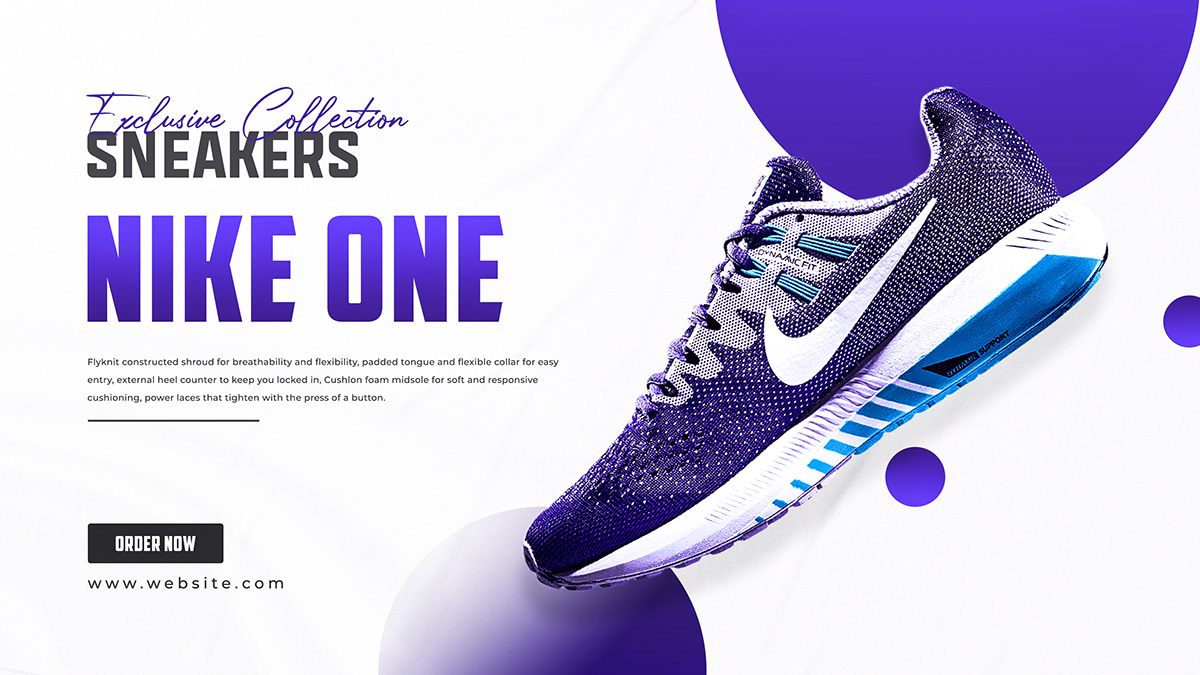 Exclusive Collection
SNEAKERS
NIKE ONE
Flyknit constructed shroud for breathability and flexibility, padded tongue and flexible collar for easy
entry, external heel counter to keep you locked in, Cushlon foam midsole for soft and responsive
cushioning, power laces that tighten with the press of a button.
ORDER NOW
www.website.com
DYNAMIC SUPPORT